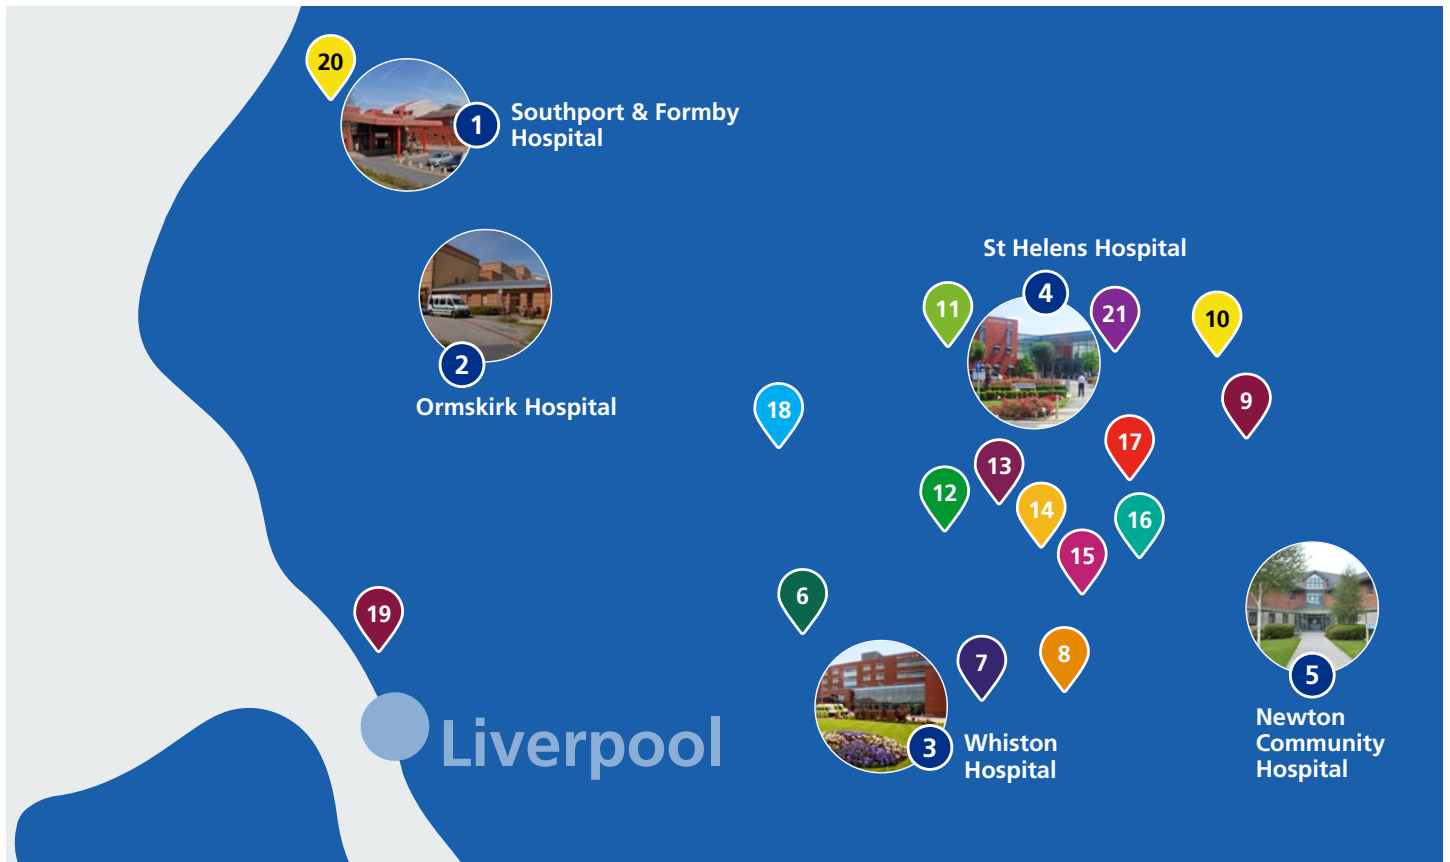 20
1
Southport & Formby
Hospital
2
Ormskirk Hospital
St Helens Hospital
4
11
21
10
9
18
17
13
12
14
16
15
6
19
7
8
5
Newton
Community
Hospital
Liverpool
3
Whiston
Hospital